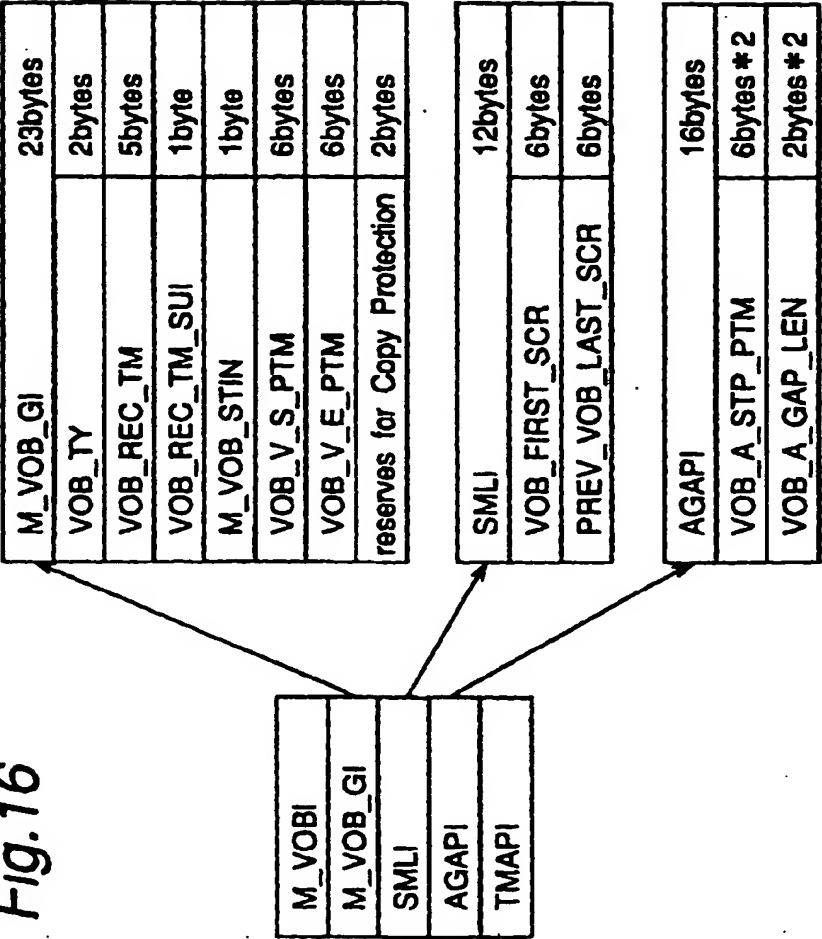 Fig.16
M_VOBI
M_VOB_GI
SMLI
AGAPI
TMAPI
M_VOB_GI 23bytes
VOB_TY 2bytes
VOB_REC_TM 5bytes
VOB_REC_TM_SUI 1byte
M_VOB_STIN 1byte
VOB_V_S_PTM 6bytes
VOB_V_E_PTM 6bytes
reserves for Copy Protection 2bytes
SMLI 12bytes
VOB_FIRST_SCR 6bytes
PREV_VOB_LAST_SCR 6bytes
AGAPI 16bytes
VOB_A_STP_PTM 6bytes*2
VOB_A_GAP_LEN 2bytes*2